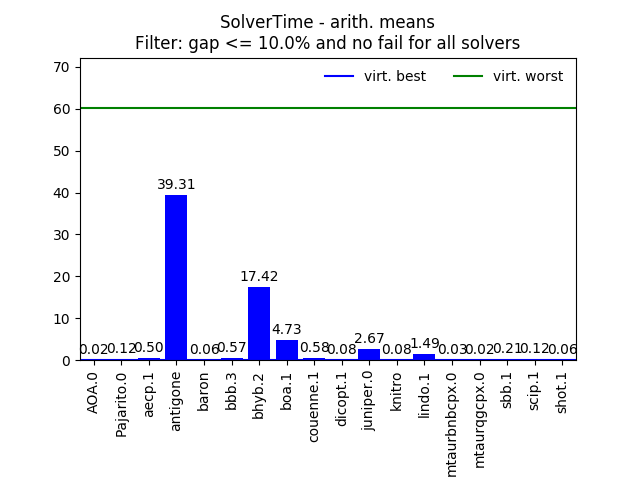 SolverTime - arith. means
Filter: gap <= 10.0% and no fail for all solvers
virt. best virt. worst
70
60
50
40
30
20
10
0
0.02 0.12 0.50 39.31 0.06 0.57 17.42 4.73 0.58 0.08 2.67 0.08 1.49 0.03 0.02 0.21 0.12 0.06
AOA.0
Pajarito.0
aecp.1
antigone
baron
bbb.3
bhyb.2
boa.1
couenne.1
dicopt.1
juniper.0
knitro
lindo.1
mtaurbnbcpx.0
mtaurqgcpx.0
sbb.1
scip.1
shot.1